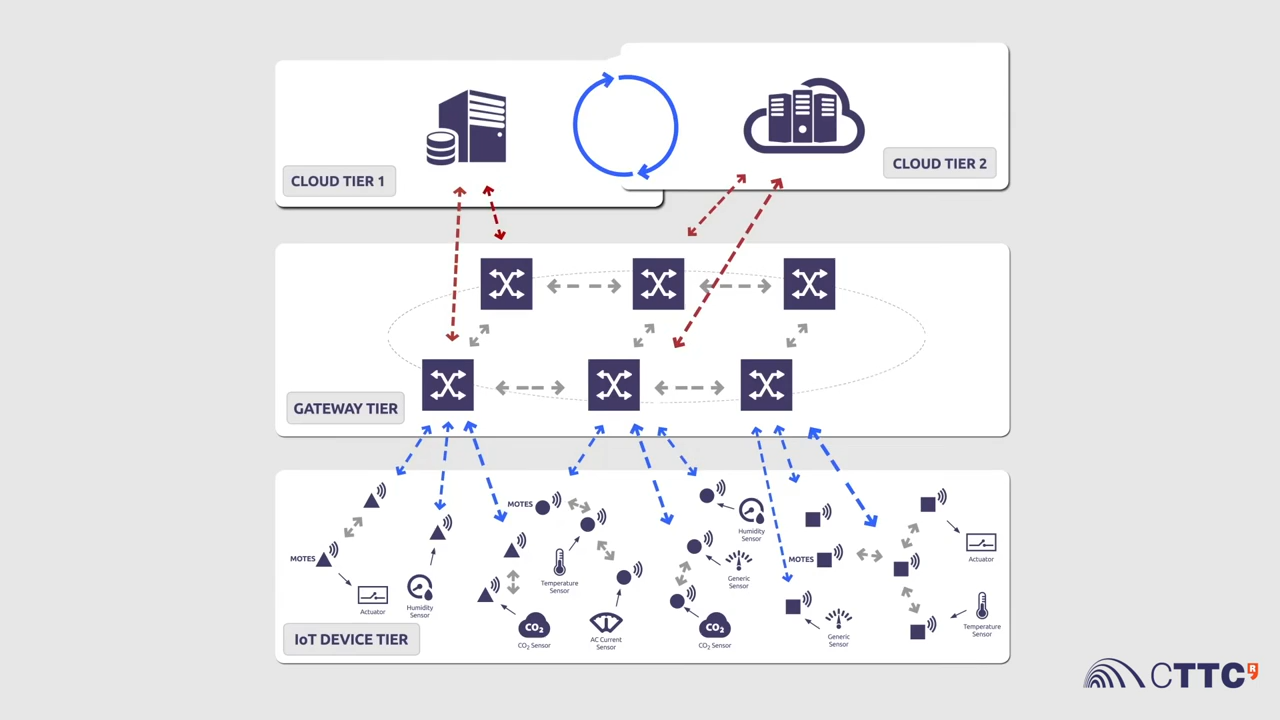 CLOUD TIER 1
CLOUD TIER 2
GATEWAY TIER
MOTES
Humidity
Sensor
MOTES
MOTES
Actuator
Temperature
Sensor
Generic
Sensor
Actuator
Humidity
Sensor
Temperature
Sensor
CO2
CO₂ Sensor
AC Current
Sensor
CO2
CO₂ Sensor
Generic
Sensor
IoT DEVICE TIER
CTTC
R